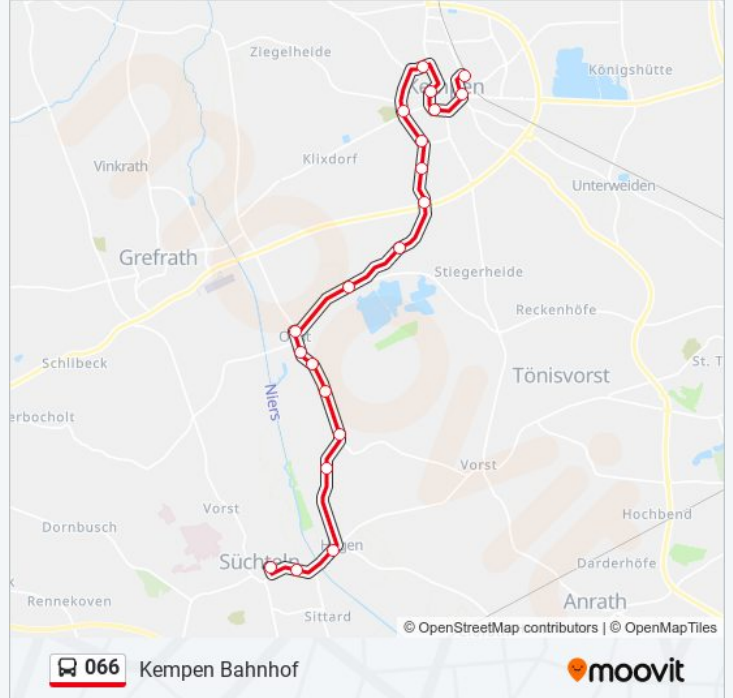 Ziegelheide
Königshütte
Kempen
Klixdorf
Vinkrath
Unterweiden
Grefrath
Stiegerheide
Reckenhöfe
Schlibeck
St. T
Tönisvorst
Niers
erbocholt
Vorst
Vorst
Hochbend
Dornbusch
Süchteln
Darderhöfe
Rennekoven
Anrath
Sittard
© OpenStreetMap contributors | © OpenMapTiles
066 Kempen Bahnhof
moovit